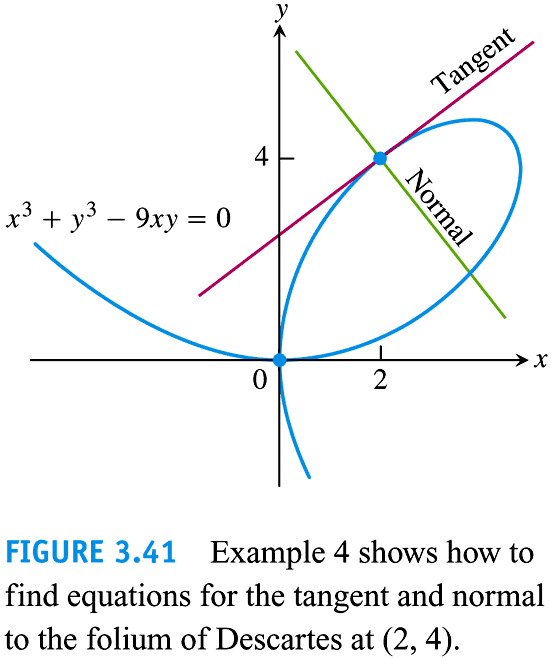 y
Tangent
4
Normal
x³ + y³ − 9xy = 0
x
0
2
FIGURE 3.41 Example 4 shows how to
find equations for the tangent and normal
to the folium of Descartes at (2, 4).